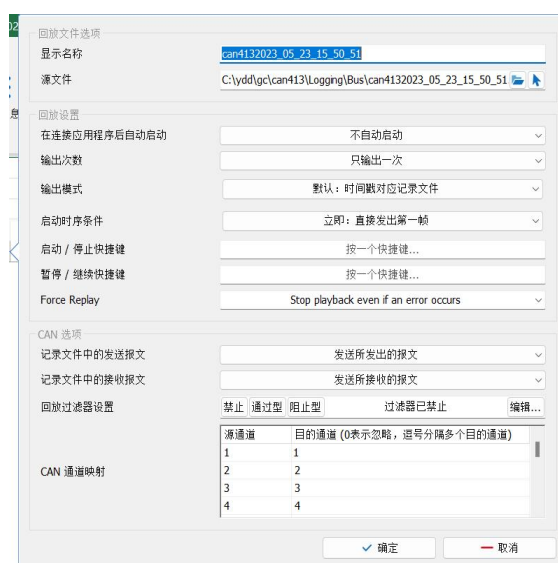 回放文件选项
显示名称 can4132023_05_23_15_50_51
源文件 C:\ydd\gc\can413\Logging\Bus\can4132023_05_23_15_50_51
息
回放设置
在连接应用程序后自动启动 不自动启动
输出次数 只输出一次
输出模式 默认：时间戳对应记录文件
启动时序条件 立即：直接发出第一帧
启动 / 停止快捷键 按一个快捷键...
暂停 / 继续快捷键 按一个快捷键...
Force Replay Stop playback even if an error occurs
CAN 选项
记录文件中的发送报文 发送所发出的报文
记录文件中的接收报文 发送所接收的报文
回放过滤器设置 禁止 通过型 阻止型 过滤器已禁止 编辑...
源通道 目的通道 (0表示忽略，逗号分隔多个目的通道)
1 1
CAN 通道映射 2 2
3 3
4 4
确定 取消